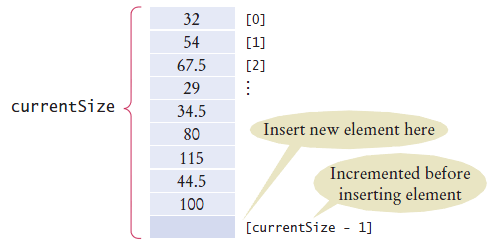 32 [0]
54 [1]
67.5 [2]
29 ⋮
currentSize
34.5
80
115
44.5
100
Insert new element here
Incremented before
inserting element
[currentSize - 1]